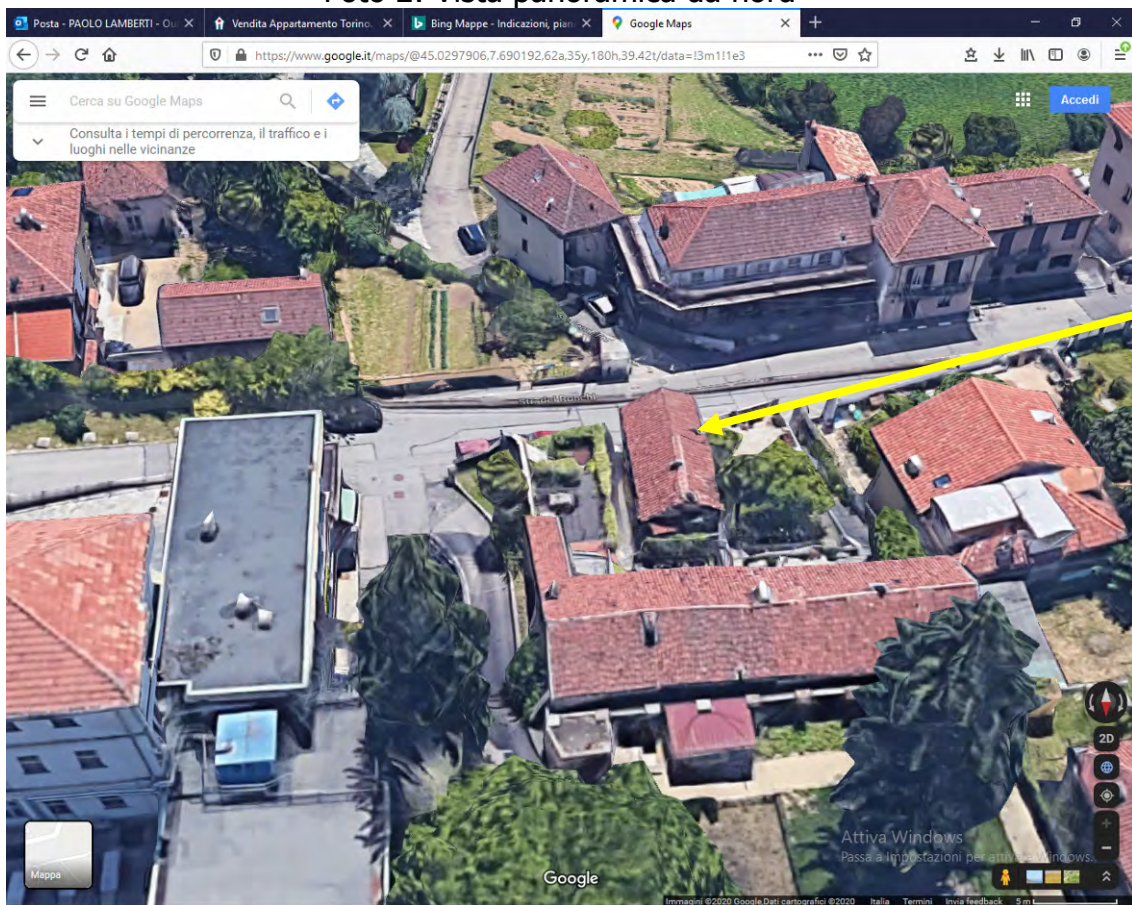 Foto 2: Vista panoramica da nord
Posta - PAOLO LAMBERTI - Ou
Vendita Appartamento Torino.
Bing Mappe - Indicazioni, pian
Google Maps
https://www.google.it/maps/@45.0297906,7.690192,62a,35y,180h,39.42t/data=!3m1!1e3
Cerca su Google Maps
Accedi
Consulta i tempi di percorrenza, il traffico e i
luoghi nelle vicinanze
Str. dei Ronchi
2D
Attiva Windows
Passa a Impostazioni per attivare Windows.
Mappa
Google
Immagini ©2020 Google,Dati cartografici ©2020 Italia Termini Invia feedback 5 m